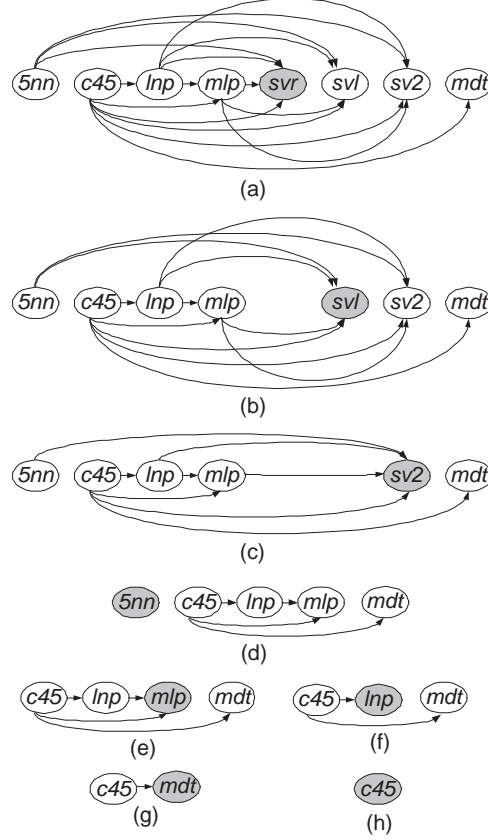 5nn c45 lnp mlp svr svl sv2 mdt
(a)
5nn c45 lnp mlp svl sv2 mdt
(b)
5nn c45 lnp mlp sv2 mdt
(c)
5nn c45 lnp mlp mdt
(d)
c45 lnp mlp mdt
(e)
c45 lnp mdt
(f)
c45 mdt
(g)
c45
(h)